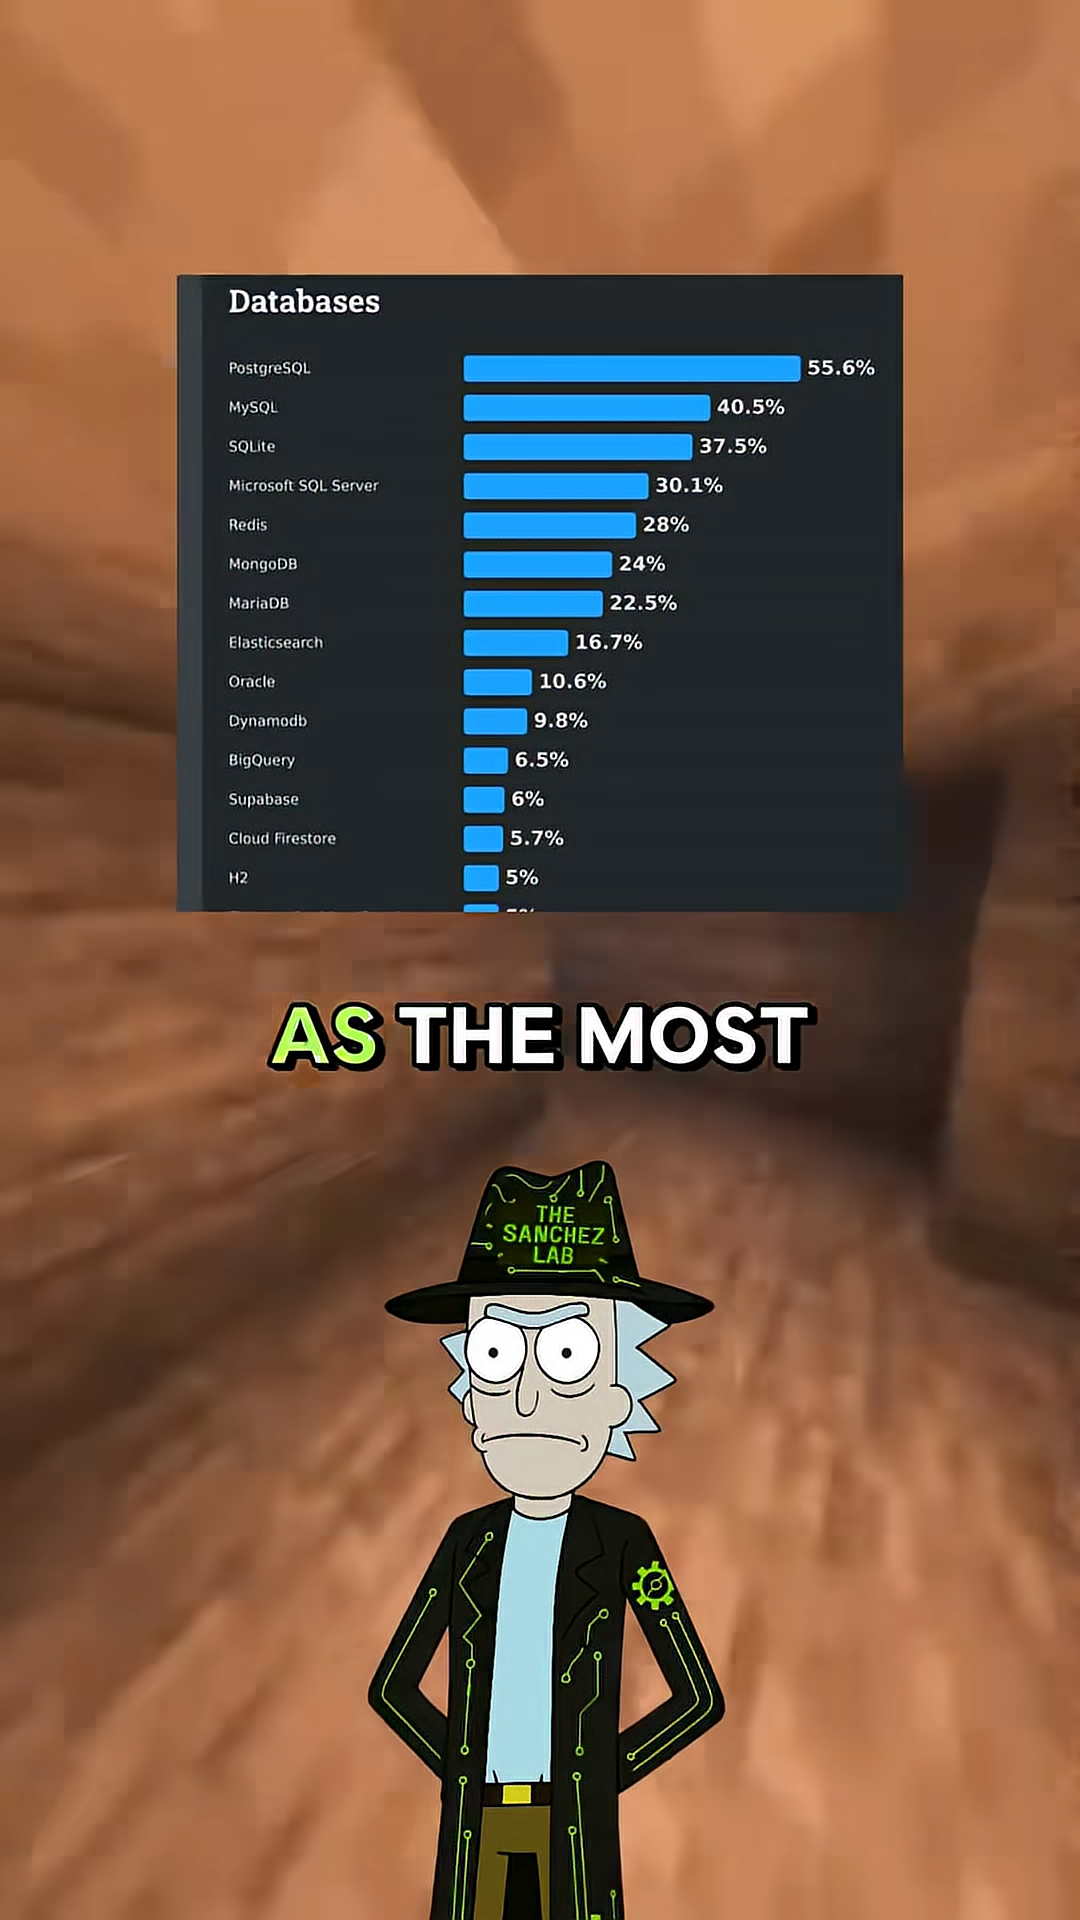 Databases
PostgreSQL 55.6%
MySQL 40.5%
SQLite 37.5%
Microsoft SQL Server 30.1%
Redis 28%
MongoDB 24%
MariaDB 22.5%
Elasticsearch 16.7%
Oracle 10.6%
Dynamodb 9.8%
BigQuery 6.5%
Supabase 6%
Cloud Firestore 5.7%
H2 5%
AS THE MOST
THE
SANCHEZ
LAB